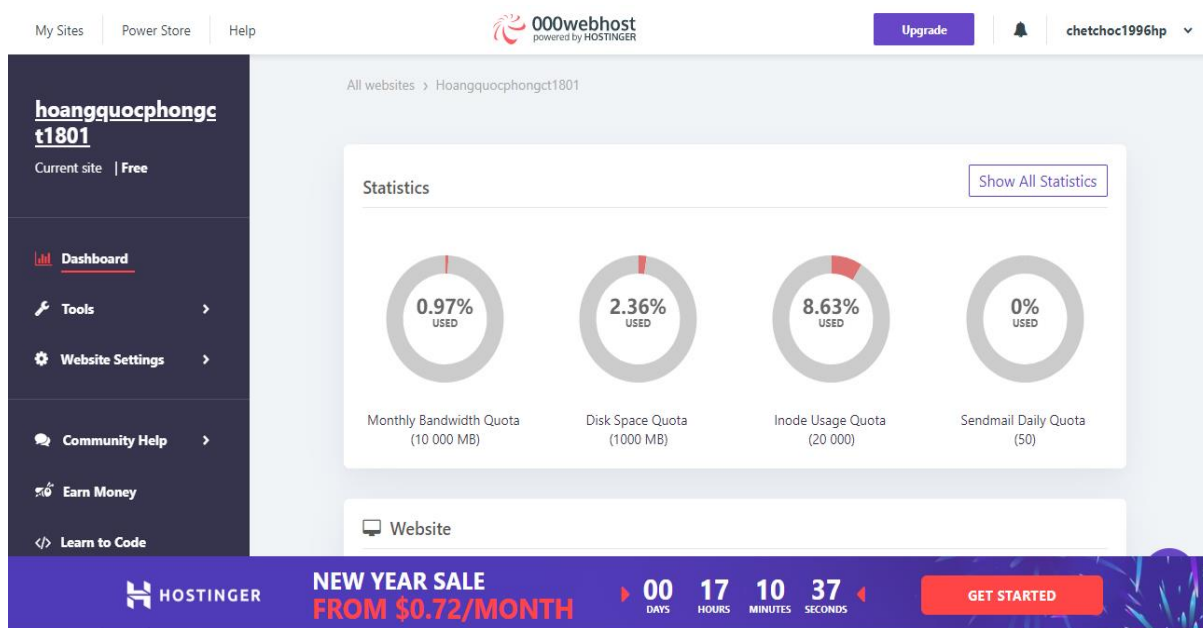 My Sites Power Store Help
000webhost
powered by HOSTINGER
Upgrade
chetchoc1996hp
hoangquocphongc
t1801
Current site | Free
Dashboard
Tools
Website Settings
Community Help
Earn Money
</> Learn to Code
All websites > Hoangquocphongct1801
Statistics
Show All Statistics
0.97%
USED
Monthly Bandwidth Quota
(10 000 MB)
2.36%
USED
Disk Space Quota
(1000 MB)
8.63%
USED
Inode Usage Quota
(20 000)
0%
USED
Sendmail Daily Quota
(50)
Website
HOSTINGER
NEW YEAR SALE
FROM $0.72/MONTH
00 17 10 37
DAYS HOURS MINUTES SECONDS
GET STARTED